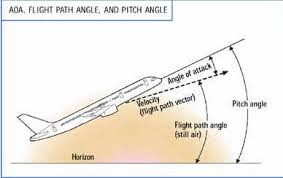 AOA, FLIGHT PATH ANGLE, AND PITCH ANGLE
Angle of attack
Velocity
(flight path vector)
Pitch angle
Flight path angle
(still air)
Horizon